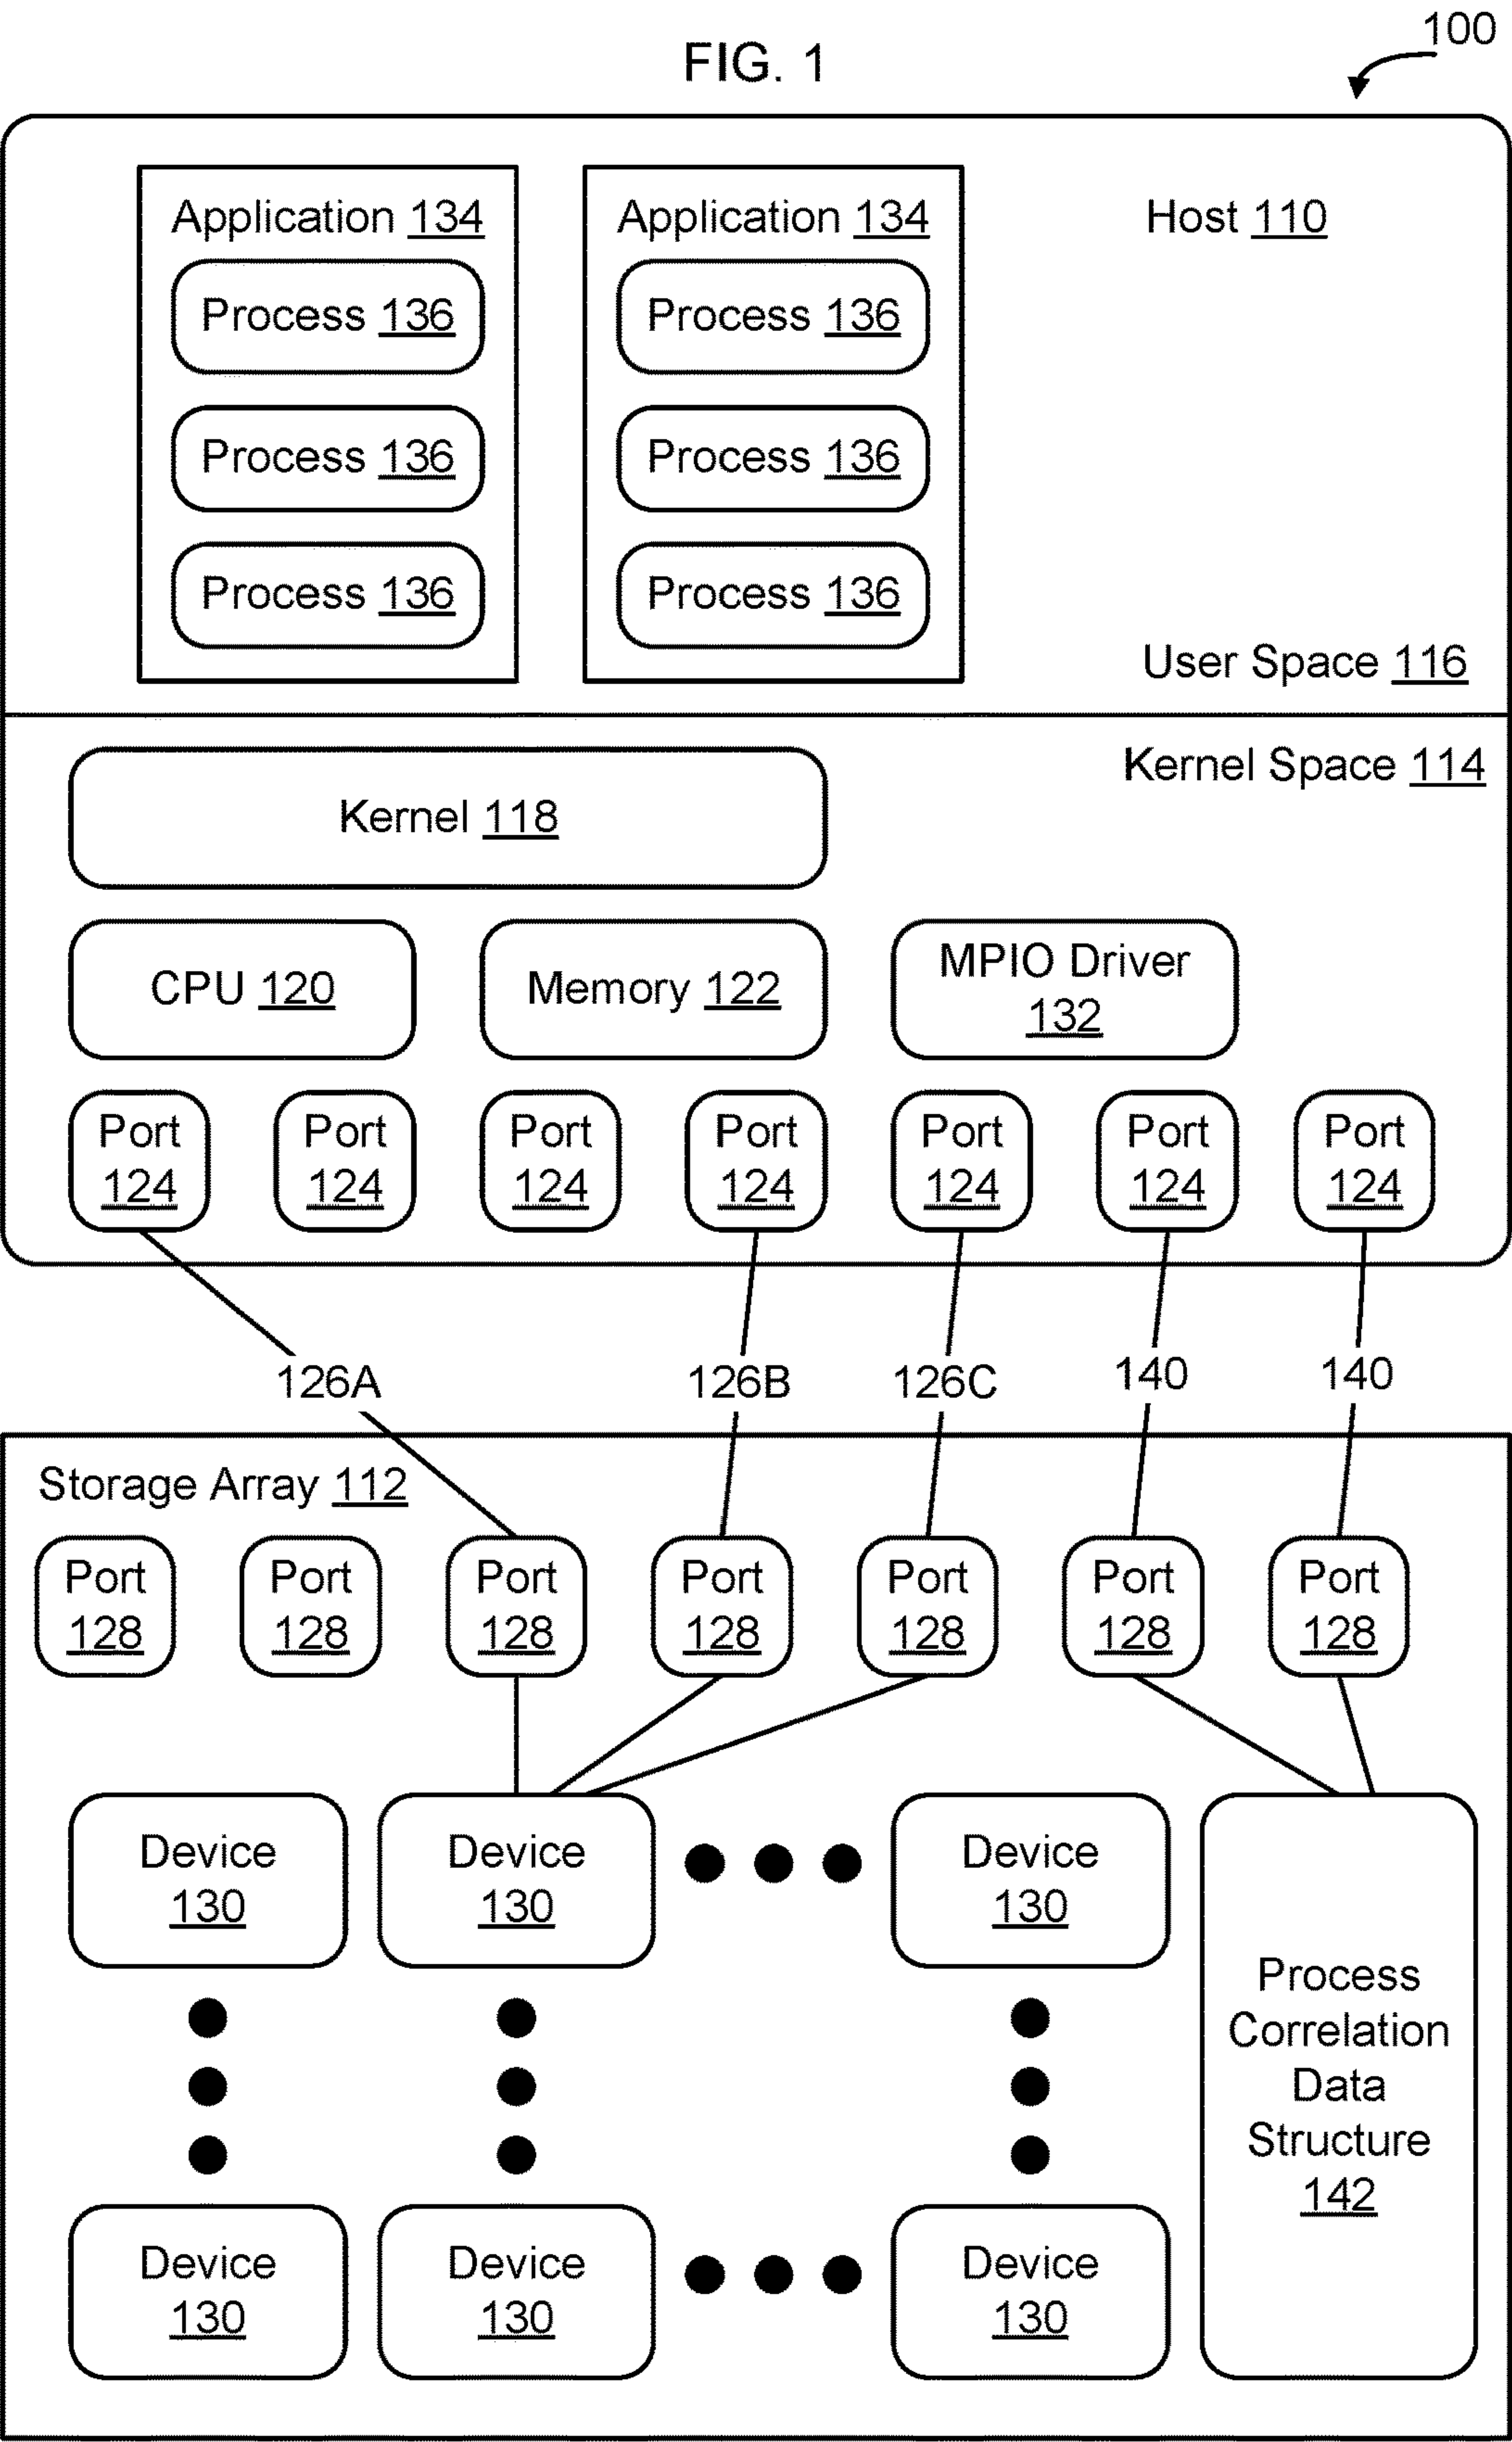 100
FIG. 1
Application 134
Application 134
Host 110
Process 136
Process 136
Process 136
Process 136
Process 136
Process 136
User Space 116
Kernel Space 114
Kernel 118
CPU 120
Memory 122
MPIO Driver
132
Port
124
Port
124
Port
124
Port
124
Port
124
Port
124
Port
124
126A
126B
126C
140
140
Storage Array 112
Port
128
Port
128
Port
128
Port
128
Port
128
Port
128
Port
128
Device
130
Device
130
Device
130
Process
Correlation
Data
Structure
142
Device
130
Device
130
Device
130